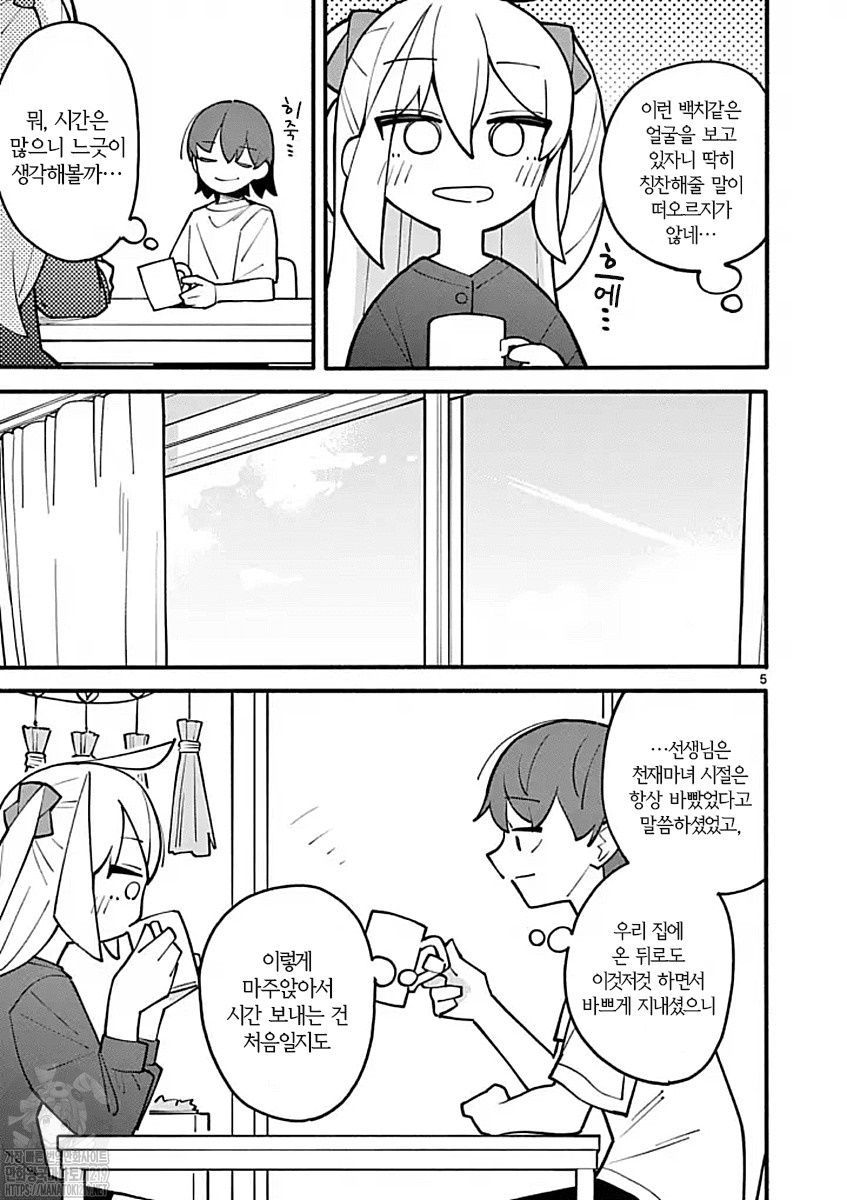 이런 백치같은
얼굴을 보고
있자니 딱히
칭찬해줄 말이
떠오르지가
않네…
히에…
뭐, 시간은
많으니 느긋이
생각해볼까…
히죽…
5
…선생님은
천재마녀 시절은
항상 바빴었다고
말씀하셨었고,
우리 집에
온 뒤로도
이것저것 하면서
바쁘게 지내셨으니
이렇게
마주앉아서
시간 보내는 건
처음일지도